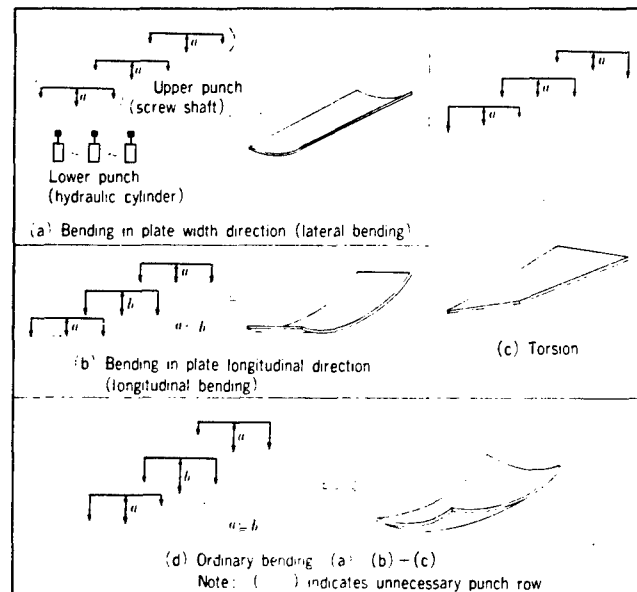 a
a
a
Upper punch
(screw shaft)
Lower punch
(hydraulic cylinder)
(a) Bending in plate width direction (lateral bending)
a
a
a
a
b
a
a b
(b) Bending in plate longitudinal direction
(longitudinal bending)
(c) Torsion
a
b
a
a = b
(d) Ordinary bending (a) (b) - (c)
Note: ( ) indicates unnecessary punch row